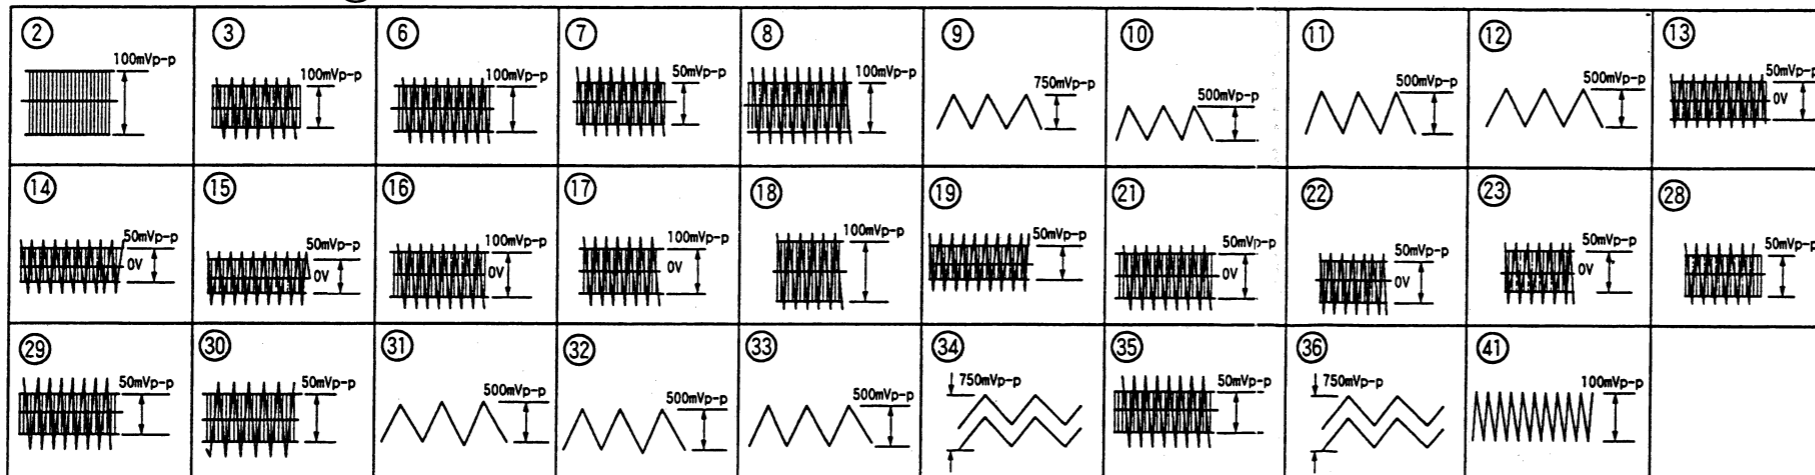 ② 100mVp-p
③ 100mVp-p
⑥ 100mVp-p
⑦ 50mVp-p
⑧ 100mVp-p
⑨ 750mVp-p
⑩ 500mVp-p
⑪ 500mVp-p
⑫ 500mVp-p
⑬ 50mVp-p
0V
⑭ 50mVp-p
0V
⑮ 50mVp-p
0V
⑯ 100mVp-p
0V
⑰ 100mVp-p
⑱ 100mVp-p
⑲ 50mVp-p
㉑ 50mVp-p
0V
㉒ 50mVp-p
0V
㉓ 50mVp-p
0V
㉘ 50mVp-p
㉙ 50mVp-p
㉚ 50mVp-p
㉛ 500mVp-p
㉜ 500mVp-p
㉝ 500mVp-p
㉞ 750mVp-p
㉟ 50mVp-p
㊱ 750mVp-p
㊶ 100mVp-p